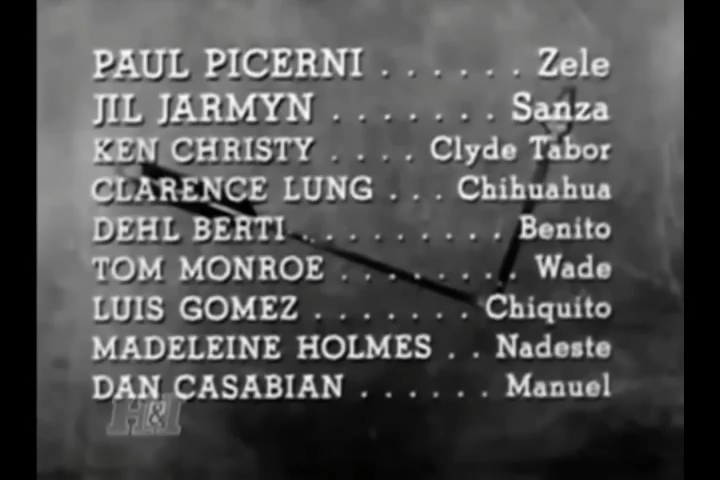 PAUL PICERNI . . . . . . Zele
JIL JARMYN . . . . . . . Sanza
KEN CHRISTY . . . . Clyde Tabor
CLARENCE LUNG . . . Chihuahua
DEHL BERTI . . . . . . . . . . Benito
TOM MONROE . . . . . . . . Wade
LUIS GOMEZ . . . . . . . Chiquito
MADELEINE HOLMES . . Nadeste
DAN CASABIAN . . . . . . Manuel
H&I